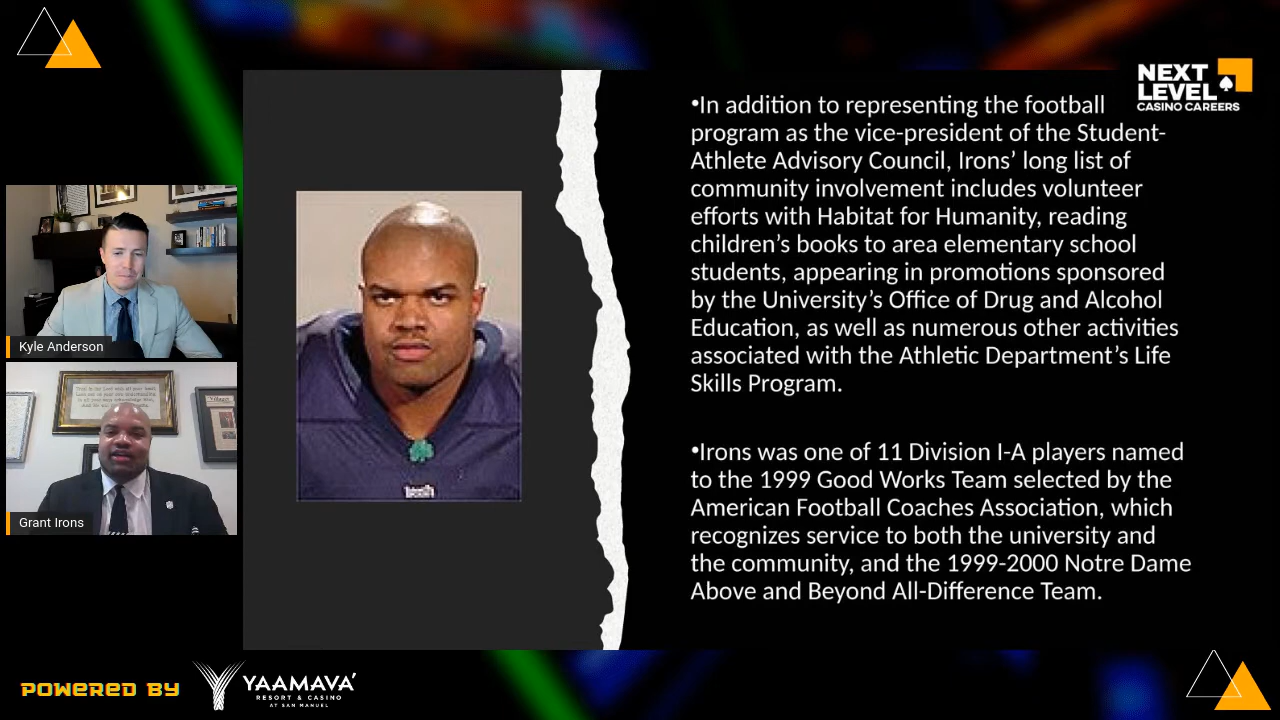 NEXT
LEVEL
CASINO CAREERS
•In addition to representing the football
program as the vice-president of the Student-
Athlete Advisory Council, Irons’ long list of
community involvement includes volunteer
efforts with Habitat for Humanity, reading
children’s books to area elementary school
students, appearing in promotions sponsored
by the University’s Office of Drug and Alcohol
Education, as well as numerous other activities
associated with the Athletic Department’s Life
Skills Program.
•Irons was one of 11 Division I-A players named
to the 1999 Good Works Team selected by the
American Football Coaches Association, which
recognizes service to both the university and
the community, and the 1999-2000 Notre Dame
Above and Beyond All-Difference Team.
Kyle Anderson
Grant Irons
POWERED BY
YAAMAVA’
RESORT & CASINO
AT SAN MANUEL